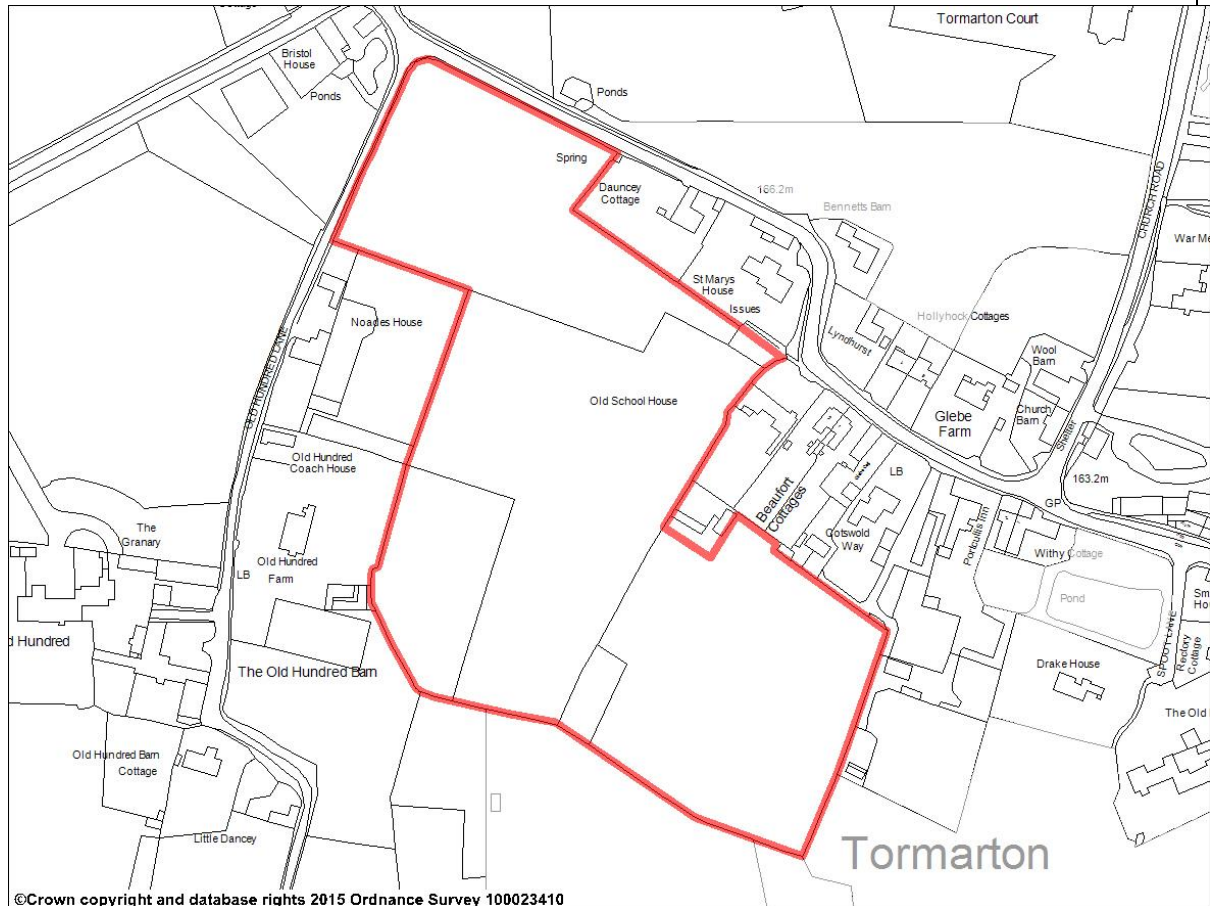 Tormarton Court
Bristol
House
Ponds
Ponds
Spring
Dauncey
Cottage
166.2m
Bennetts Barn
CHURCH ROAD
War Me
St Marys
House
Issues
Noades House
OLD HUNDRED LANE
Hollyhock Cottages
Lyndhurst
Wool
Barn
Old School House
Glebe
Farm
Church
Barn
Shelter
163.2m
Old Hundred
Coach House
Beaufort
Cottages
LB
GP
The
Granary
Cotswold
Way
Portcullis Inn
Withy Cottage
LB
Old Hundred
Farm
Pond
Sm
Hou
SPOUT LANE
Rectory
Cottage
d Hundred
The Old Hundred Barn
Drake House
The Old
Old Hundred Barn
Cottage
Little Dancey
Tormarton
©Crown copyright and database rights 2015 Ordnance Survey 100023410